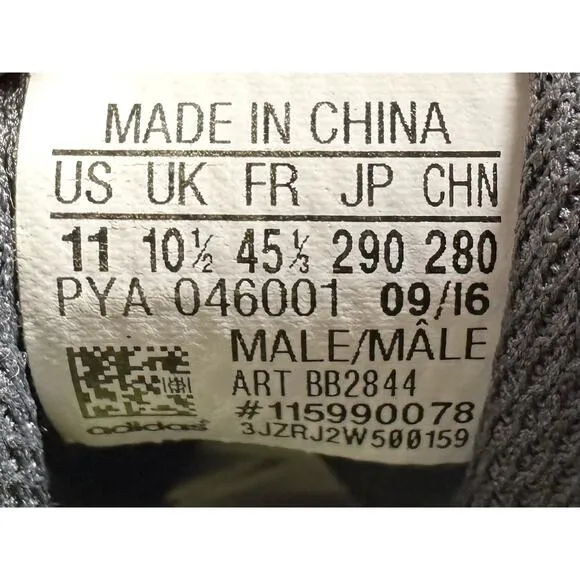 MADE IN CHINA
US UK FR JP CHN
11 10½ 45⅓ 290 280
PYA 046001 09/16
MALE/MÂLE
ART BB2844
#115990078
adidas 3JZRJ2W500159